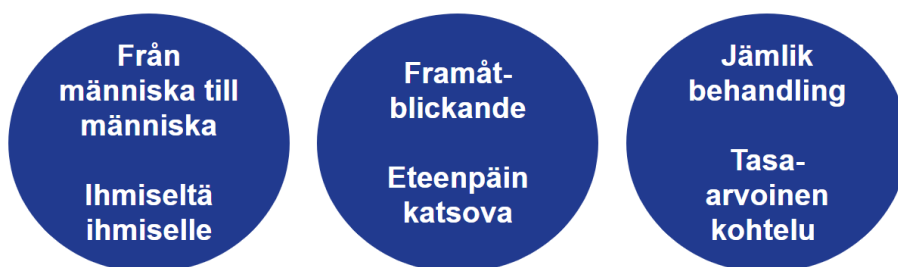 Från
människa till
människa
Ihmiseltä
ihmiselle
Framåt-
blickande
Eteenpäin
katsova
Jämlik
behandling
Tasa-
arvoinen
kohtelu